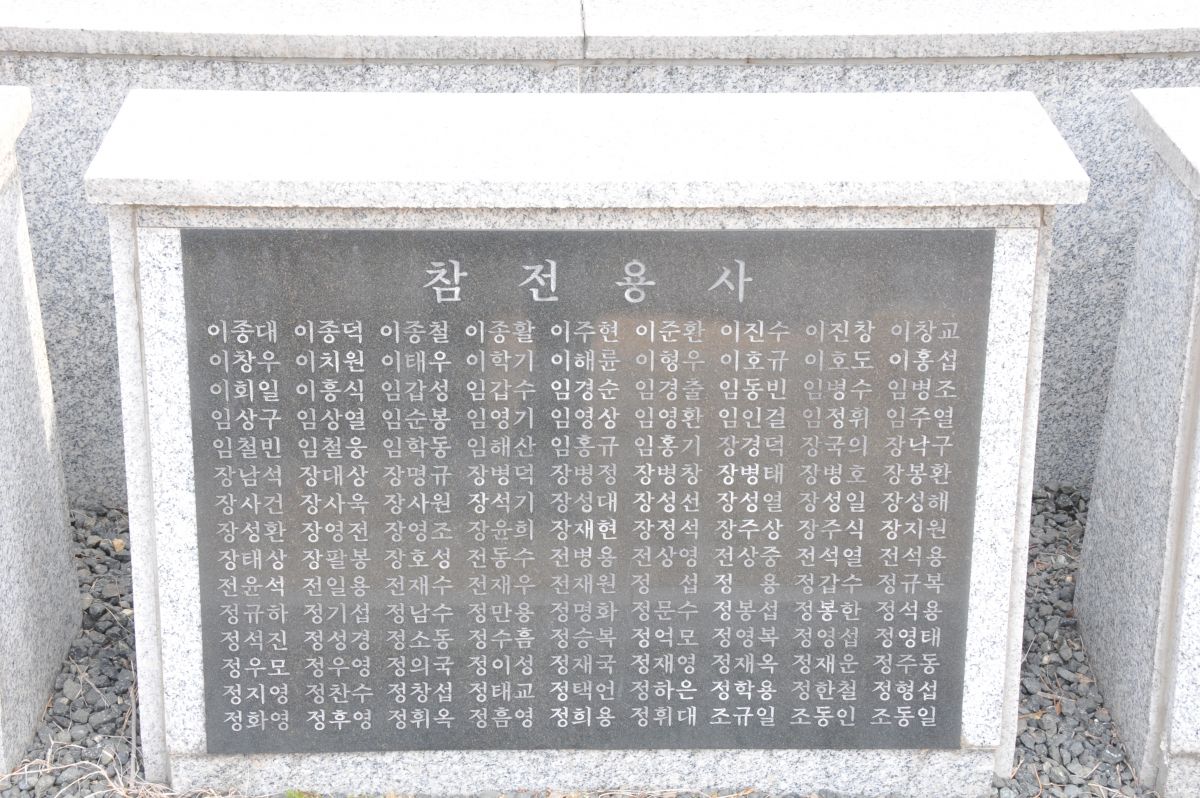 참 전 용 사
이종대 이종덕 이종철 이종활 이주현 이준환 이진수 이진창 이창교
이창우 이치원 이태우 이학기 이해륜 이형우 이호규 이호도 이홍섭
이회일 이흥식 임갑성 임갑수 임경순 임경출 임동빈 임병수 임병조
임상구 임상열 임순봉 임영기 임영상 임영환 임인걸 임정휘 임주열
임철빈 임철웅 임학동 임해산 임흥규 임홍기 장경덕 장국의 장낙구
장남석 장대상 장명규 장병덕 장병정 장병창 장병태 장병호 장봉환
장사건 장사욱 장사원 장석기 장성대 장성선 장성열 장성일 장성해
장성환 장영전 장영조 장윤희 장재현 장정석 장주상 장주식 장지원
장태상 장팔봉 장호성 전동수 전병용 전상영 전상중 전석열 전석용
전윤석 전일용 전재수 전재우 전재원 정 섭 정 용 정갑수 정규복
정규하 정기섭 정남수 정만용 정명화 정문수 정봉섭 정봉한 정석용
정석진 정성경 정소동 정수흠 정승복 정억모 정영복 정영섭 정영태
정우모 정우영 정의국 정이성 정재국 정재영 정재옥 정재운 정주동
정지영 정찬수 정창섭 정태교 정택언 정하은 정학용 정한철 정형섭
정화영 정후영 정휘옥 정흠영 정희용 정휘대 조규일 조동인 조동일